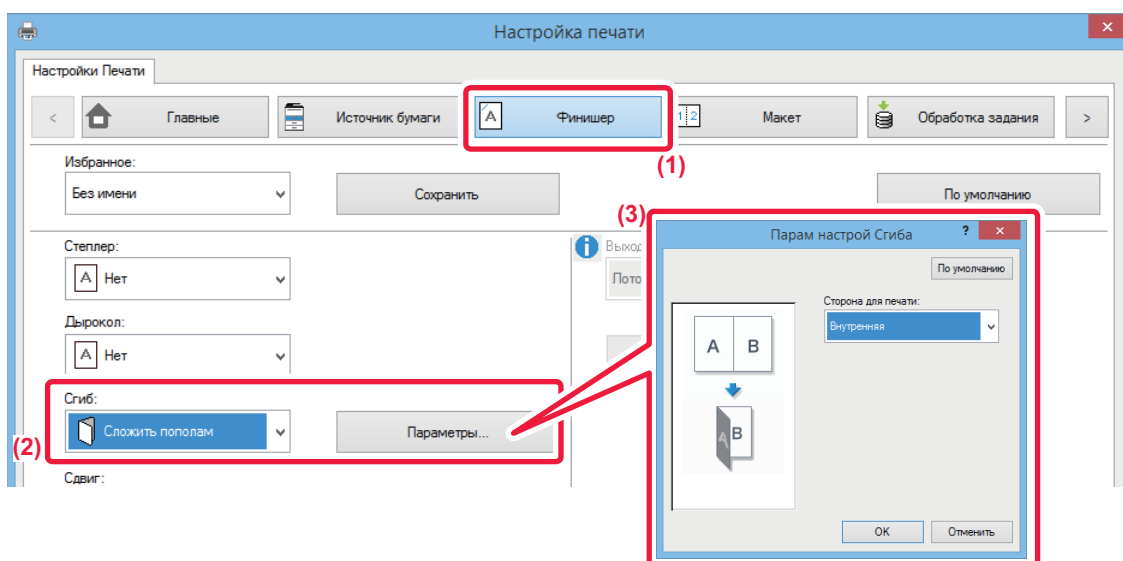 Настройка печати
Настройки Печати
<
Главные
Источник бумаги
A
Финишер
1 2
Макет
Обработка задания
>
(1)
Избранное:
Без имени
Сохранить
По умолчанию
(3)
Степлер:
A Нет
Дырокол:
A Нет
Сгиб:
(2)
Сложить пополам
Параметры...
Сдвиг:
Парам настрой Сгиба
?
По умолчанию
Сторона для печати:
Внутренняя
A B
A B
OK
Отменить